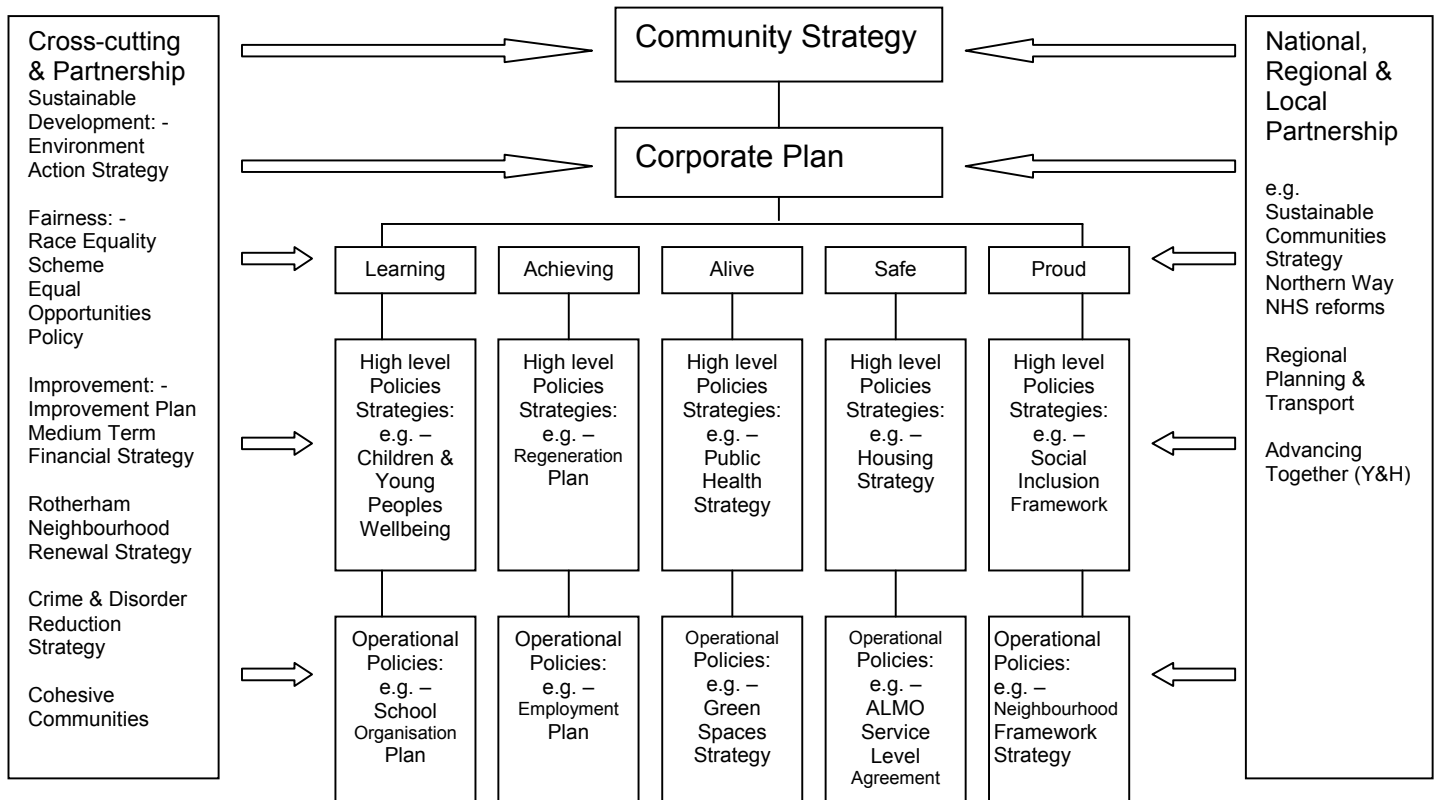 Cross-cutting
& Partnership
Sustainable
Development: -
Environment
Action Strategy
Fairness: -
Race Equality
Scheme
Equal
Opportunities
Policy
Improvement: -
Improvement Plan
Medium Term
Financial Strategy
Rotherham
Neighbourhood
Renewal Strategy
Crime & Disorder
Reduction
Strategy
Cohesive
Communities
Community Strategy
Corporate Plan
Learning
Achieving
Alive
Safe
Proud
High level
Policies
Strategies:
e.g. –
Children &
Young
Peoples
Wellbeing
High level
Policies
Strategies:
e.g. –
Regeneration
Plan
High level
Policies
Strategies:
e.g. –
Public
Health
Strategy
High level
Policies
Strategies:
e.g. –
Housing
Strategy
High level
Policies
Strategies:
e.g. –
Social
Inclusion
Framework
Operational
Policies:
e.g. –
School
Organisation
Plan
Operational
Policies:
e.g. –
Employment
Plan
Operational
Policies:
e.g. –
Green
Spaces
Strategy
Operational
Policies:
e.g. –
ALMO
Service
Level
Agreement
Operational
Policies:
e.g. –
Neighbourhood
Framework
Strategy
National,
Regional &
Local
Partnership
e.g.
Sustainable
Communities
Strategy
Northern Way
NHS reforms
Regional
Planning &
Transport
Advancing
Together (Y&H)